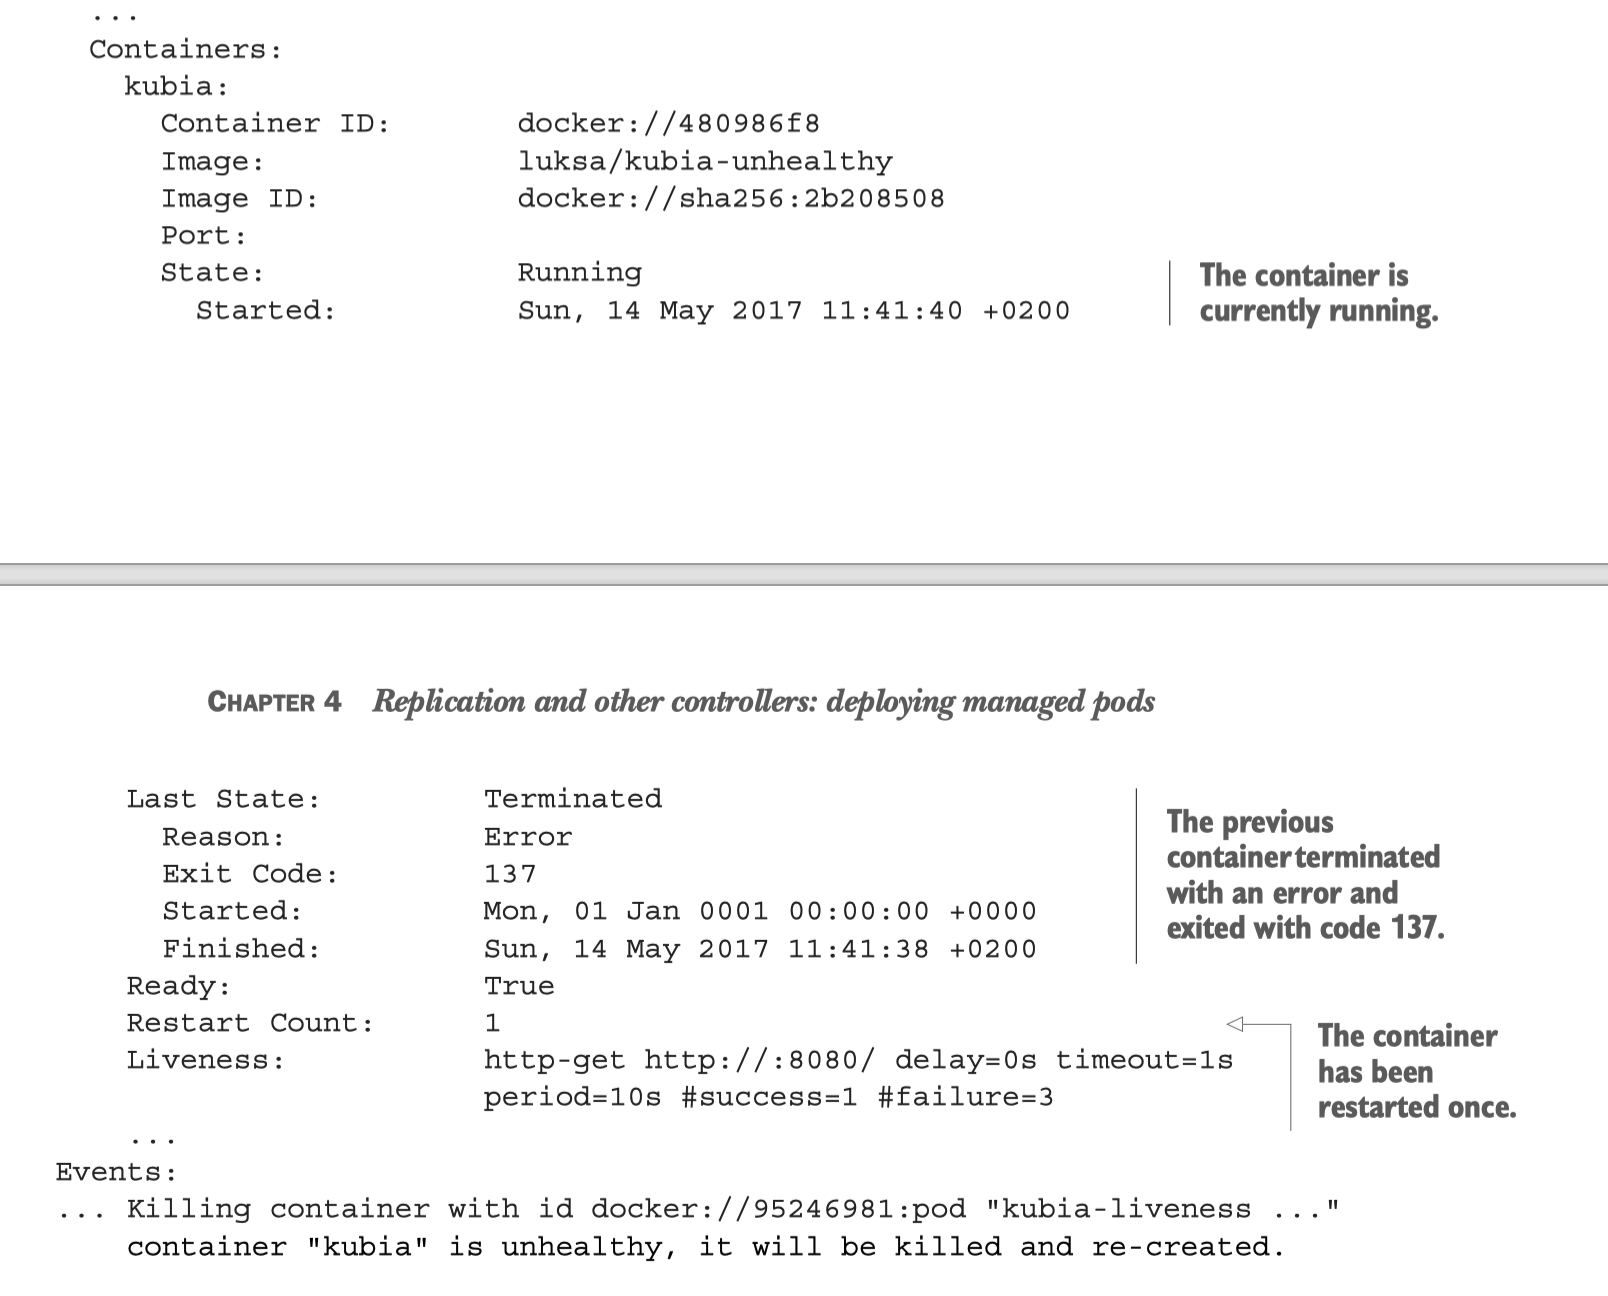 ...
Containers:
kubia:
Container ID: docker://480986f8
Image: luksa/kubia-unhealthy
Image ID: docker://sha256:2b208508
Port:
State: Running
Started: Sun, 14 May 2017 11:41:40 +0200
The container is
currently running.
CHAPTER 4 Replication and other controllers: deploying managed pods
Last State: Terminated
Reason: Error
Exit Code: 137
Started: Mon, 01 Jan 0001 00:00:00 +0000
Finished: Sun, 14 May 2017 11:41:38 +0200
The previous
container terminated
with an error and
exited with code 137.
Ready: True
Restart Count: 1
The container
has been
restarted once.
Liveness: http-get http://:8080/ delay=0s timeout=1s
period=10s #success=1 #failure=3
...
Events:
... Killing container with id docker://95246981:pod "kubia-liveness ..."
container "kubia" is unhealthy, it will be killed and re-created.